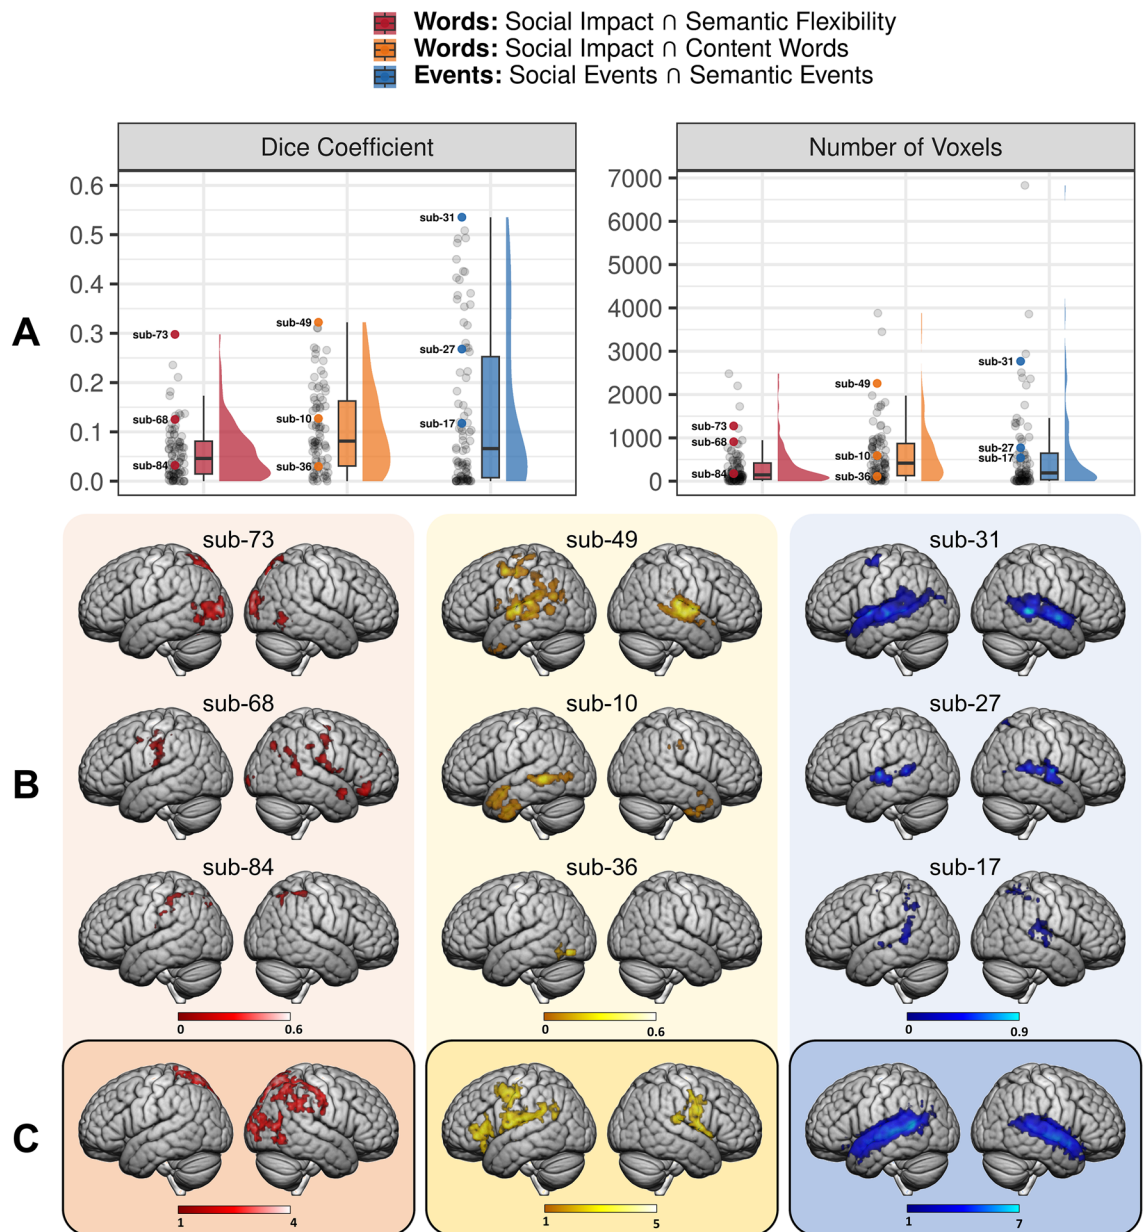 Words: Social Impact ∩ Semantic Flexibility
Words: Social Impact ∩ Content Words
Events: Social Events ∩ Semantic Events
A
Dice Coefficient
0.6
0.5
0.4
0.3
0.2
0.1
0.0
sub-73
sub-68
sub-84
sub-49
sub-10
sub-36
sub-31
sub-27
sub-17
Number of Voxels
7000
6000
5000
4000
3000
2000
1000
0
sub-73
sub-68
sub-84
sub-49
sub-10
sub-36
sub-31
sub-27
sub-17
B
sub-73 sub-49 sub-31
sub-68 sub-10 sub-27
sub-84 sub-36 sub-17
0 0.6 0 0.6 0 0.9
C
1 4 1 5 1 7